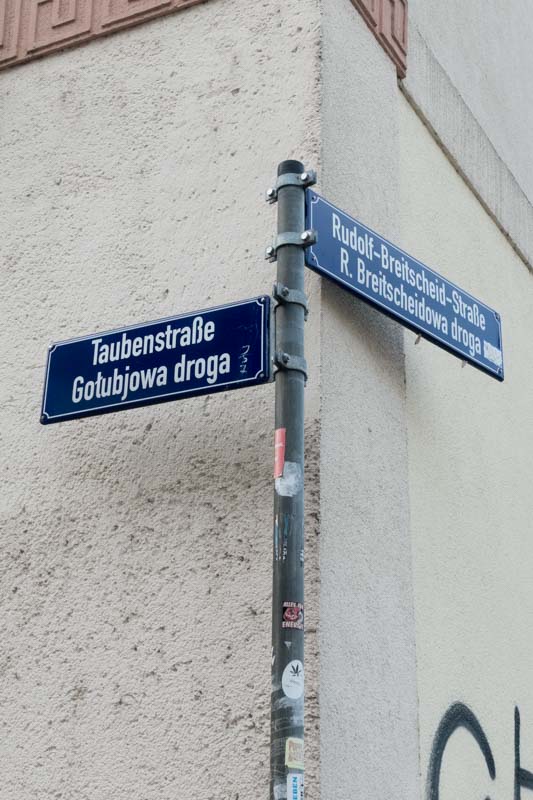 Taubenstraße
Gołubjowa droga
Rudolf-Breitscheid-Straße
R. Breitscheidowa droga